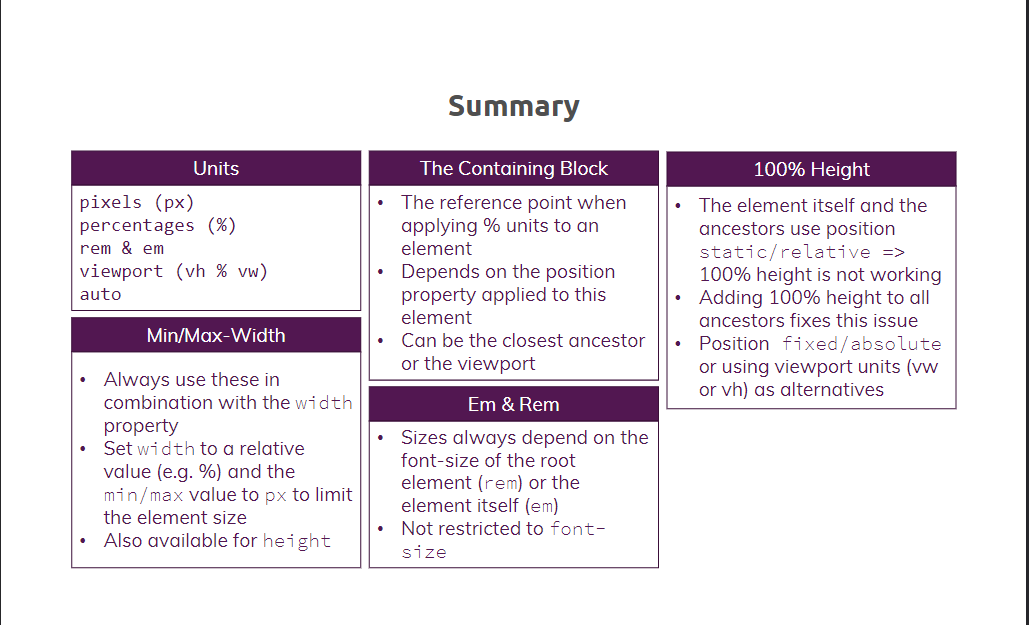 Summary
Units
pixels (px)
percentages (%)
rem & em
viewport (vh % vw)
auto
Min/Max-Width
• Always use these in
combination with the width
property
• Set width to a relative
value (e.g. %) and the
min/max value to px to limit
the element size
• Also available for height
The Containing Block
• The reference point when
applying % units to an
element
• Depends on the position
property applied to this
element
• Can be the closest ancestor
or the viewport
Em & Rem
• Sizes always depend on the
font-size of the root
element (rem) or the
element itself (em)
• Not restricted to font-
size
100% Height
• The element itself and the
ancestors use position
static/relative =>
100% height is not working
• Adding 100% height to all
ancestors fixes this issue
• Position fixed/absolute
or using viewport units (vw
or vh) as alternatives